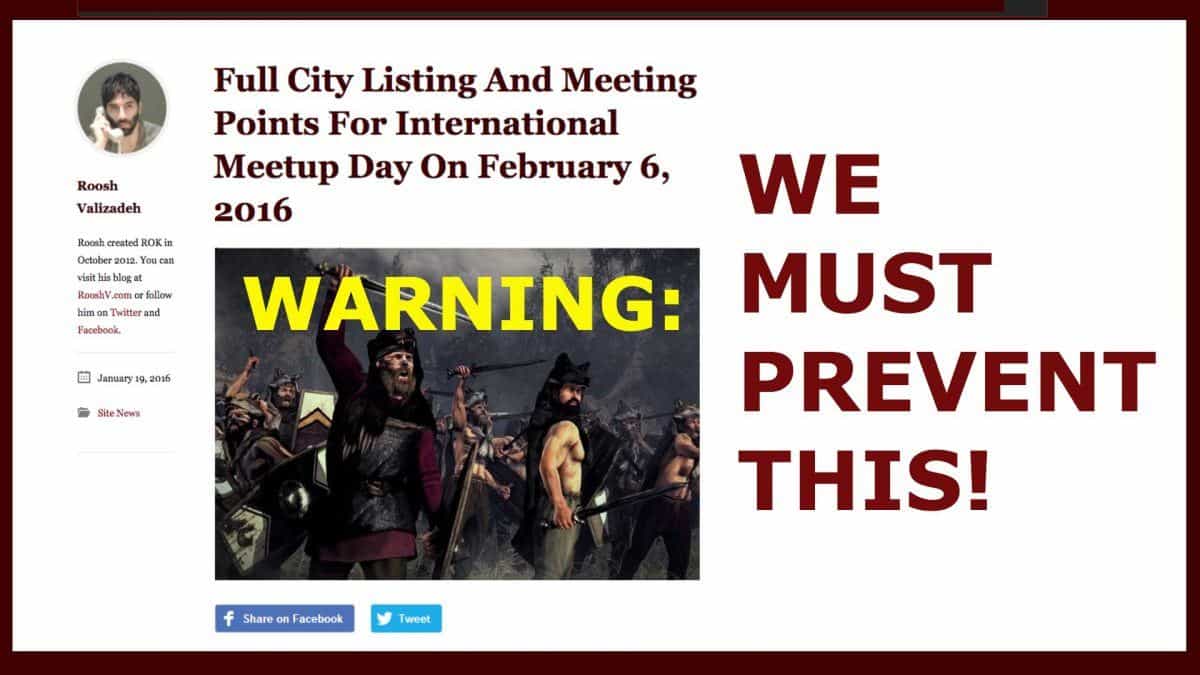 Full City Listing And Meeting
Points For International
Meetup Day On February 6,
2016
Roosh
Valizadeh
Roosh created ROK in
October 2012. You can
visit his blog at
RooshV.com or follow
him on Twitter and
Facebook.
January 19, 2016
Site News
WARNING:
Share on Facebook
Tweet
WE
MUST
PREVENT
THIS!